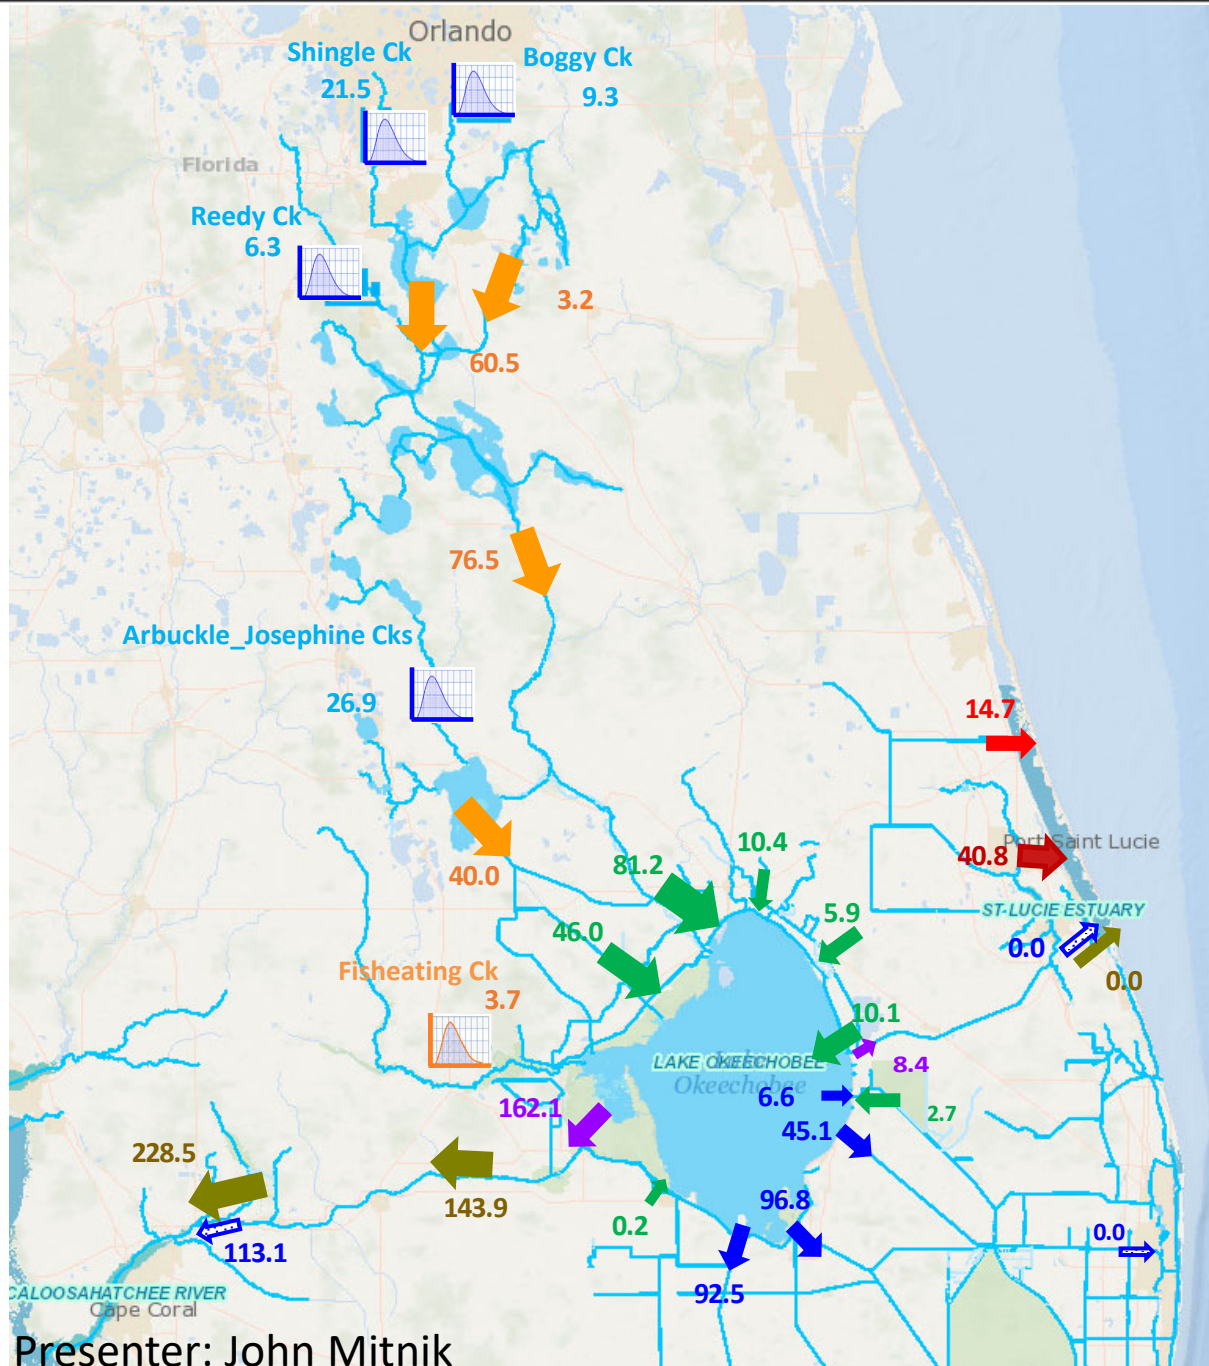 Orlando
Shingle Ck
21.5
Boggy Ck
9.3
Florida
Reedy Ck
6.3
3.2
60.5
76.5
Arbuckle_Josephine Cks
26.9
14.7
40.0
81.2
10.4
Port Saint Lucie
40.8
46.0
5.9
ST-LUCIE ESTUARY
0.0
0.0
Fisheating Ck
3.7
10.1
LAKE OKEECHOBEE
Okeechobee
8.4
162.1
6.6
2.7
45.1
228.5
143.9
96.8
0.2
113.1
0.0
92.5
CALOOSAHATCHEE RIVER
Cape Coral
Presenter: John Mitnik